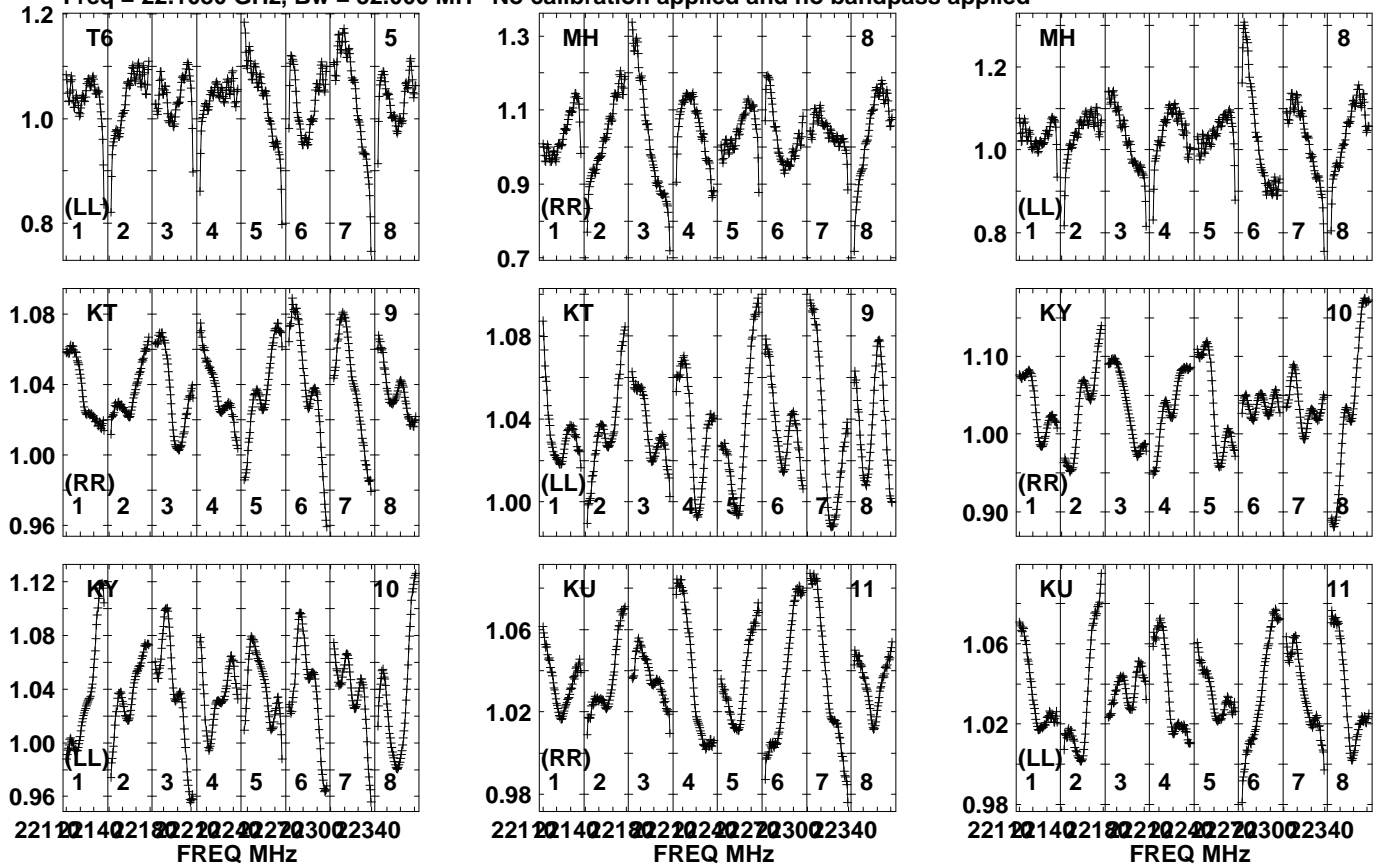 Freq = 22.1080 GHz, Bw = 32.000 MH No calibration applied and no bandpass applied
T6 5
1.2
1.0
0.8
(LL)
1 2 3 4 5 6 7 8
MH 8
1.3
1.1
0.9
0.7
(RR)
1 2 3 4 5 6 7 8
MH 8
1.2
1.0
0.8
(LL)
1 2 3 4 5 6 7 8
KT 9
1.08
1.04
1.00
0.96
(RR)
1 2 3 4 5 6 7 8
KT 9
1.08
1.04
1.00
(LL)
1 2 3 4 5 6 7 8
KY 10
1.10
1.00
0.90
(RR)
1 2 3 4 5 6 7 8
KY 10
1.12
1.08
1.04
1.00
0.96
(LL)
1 2 3 4 5 6 7 8
KU 11
1.06
1.02
0.98
(RR)
1 2 3 4 5 6 7 8
KU 11
1.06
1.02
0.98
(LL)
1 2 3 4 5 6 7 8
22340
FREQ MHz
22340
FREQ MHz
22340